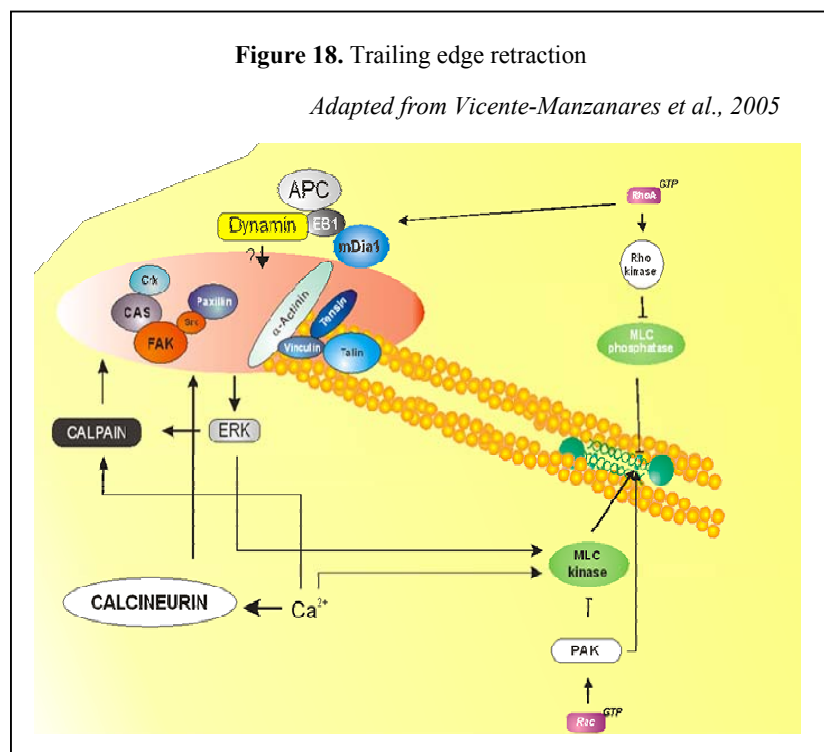 Figure 18. Trailing edge retraction
Adapted from Vicente-Manzanares et al., 2005
APC
Dynamin
EB1
mDia1
?
RhoA GTP
Rho
kinase
MLC
phosphatase
Crk
CAS
Paxillin
Src
FAK
α-Actinin
Tensin
Vinculin
Talin
CALPAIN
ERK
MLC
kinase
CALCINEURIN
Ca2+
PAK
Rac GTP